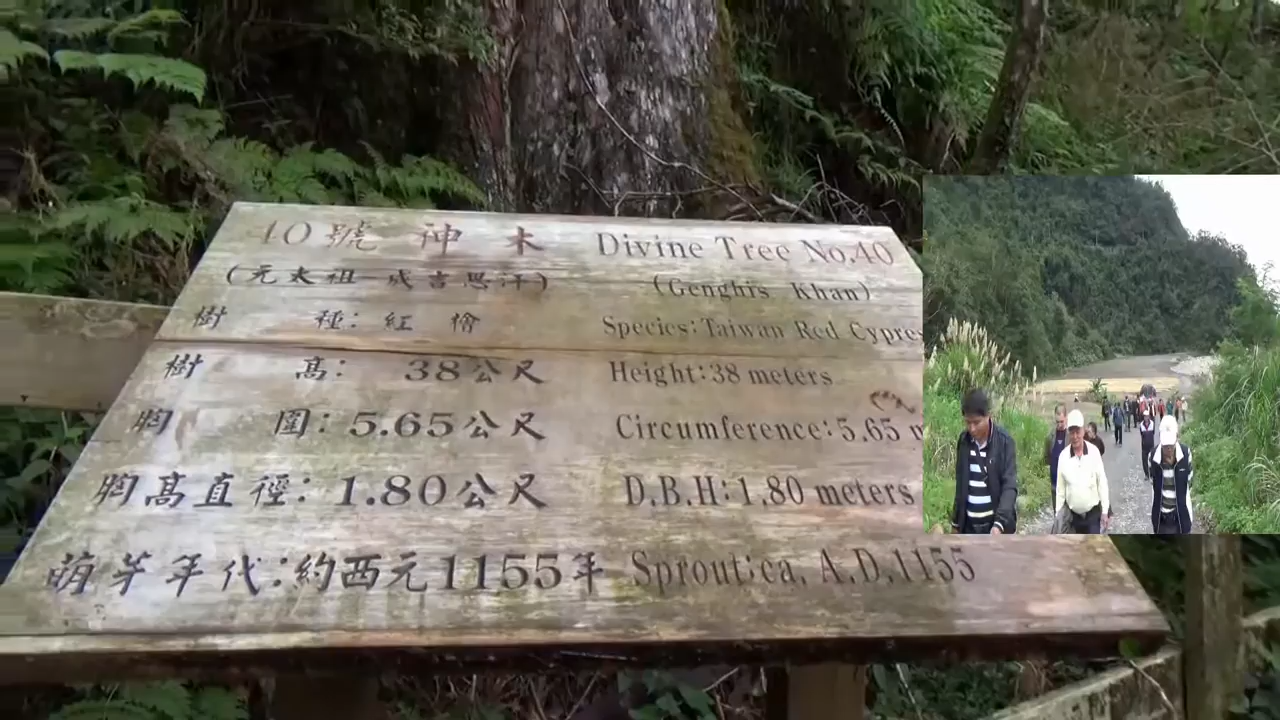 40號 神 木 Divine Tree No.40
(元太祖 成吉思汗) (Genghis Khan)
樹 種: 紅 檜 Species:Taiwan Red Cypres
樹 高: 38公尺 Height:38 meters
胸 圍: 5.65公尺 Circumference:5.65 m
胸高直徑: 1.80公尺 D.B.H:1.80 meters
萌芽年代:約西元1155年 Sprout:ca. A.D.1155